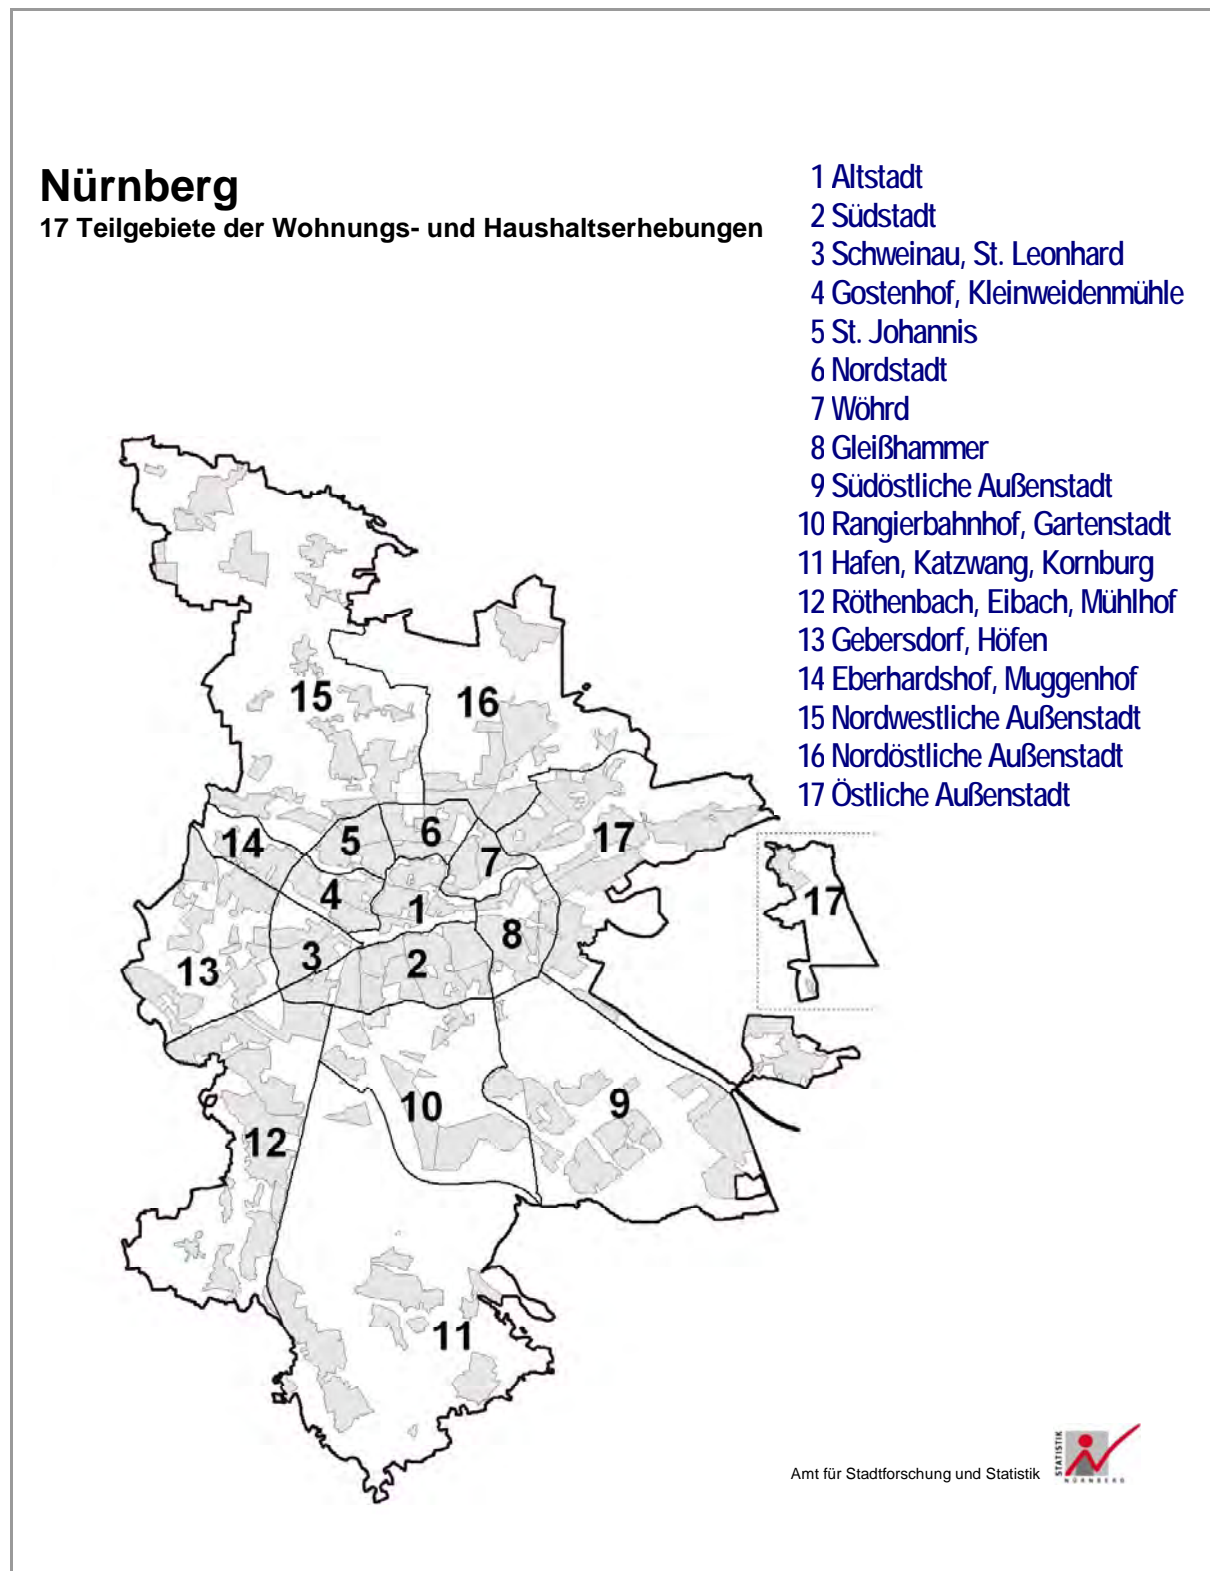 Nürnberg
17 Teilgebiete der Wohnungs- und Haushaltserhebungen
1 Altstadt
2 Südstadt
3 Schweinau, St. Leonhard
4 Gostenhof, Kleinweidenmühle
5 St. Johannis
6 Nordstadt
7 Wöhrd
8 Gleißhammer
9 Südöstliche Außenstadt
10 Rangierbahnhof, Gartenstadt
11 Hafen, Katzwang, Kornburg
12 Röthenbach, Eibach, Mühlhof
13 Gebersdorf, Höfen
14 Eberhardshof, Muggenhof
15 Nordwestliche Außenstadt
16 Nordöstliche Außenstadt
17 Östliche Außenstadt
15
16
14
5
6
7
17
4
1
17
3
2
8
13
10
9
12
11
Amt für Stadtforschung und Statistik
STATISTIK
NÜRNBERG